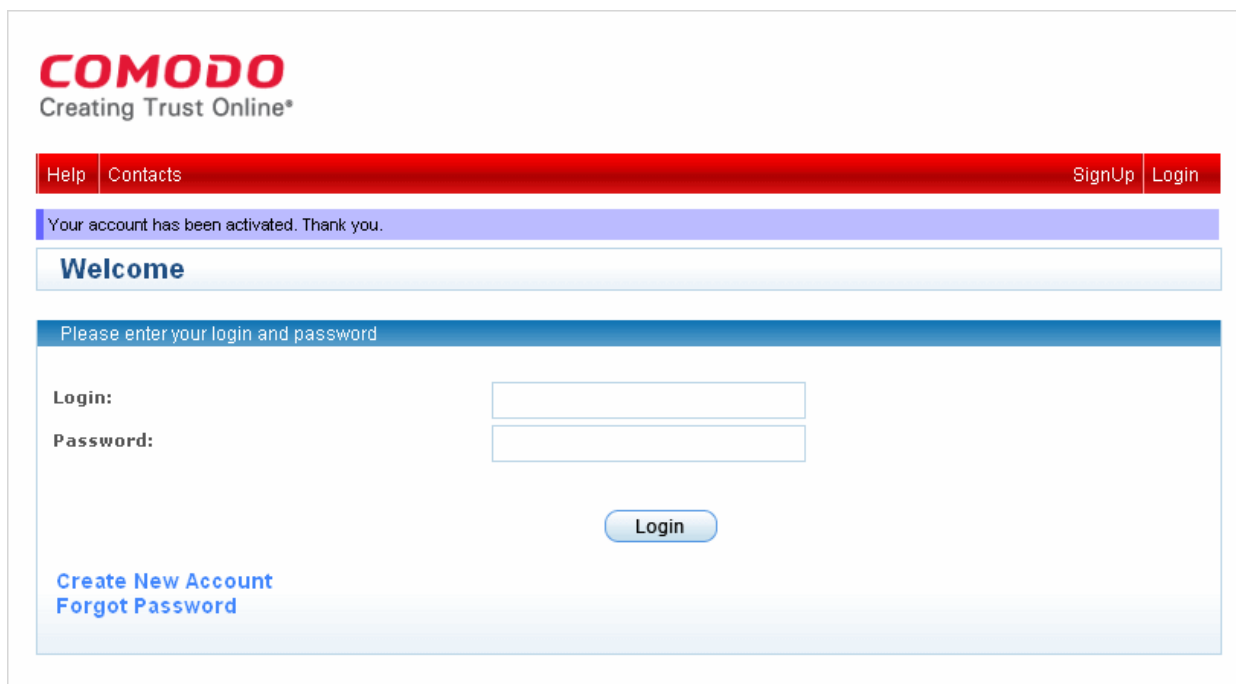 COMODO
Creating Trust Online®
Help Contacts SignUp Login
Your account has been activated. Thank you.
Welcome
Please enter your login and password
Login:
Password:
Login
Create New Account
Forgot Password